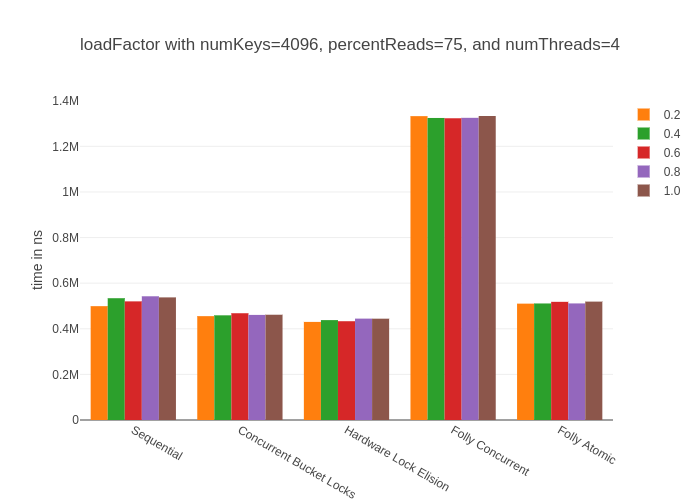 loadFactor with numKeys=4096, percentReads=75, and numThreads=4
1.4M
1.2M
1M
0.8M
0.6M
0.4M
0.2M
0
time in ns
Sequential
Concurrent Bucket Locks
Hardware Lock Elision
Folly Concurrent
Folly Atomic
0.2
0.4
0.6
0.8
1.0